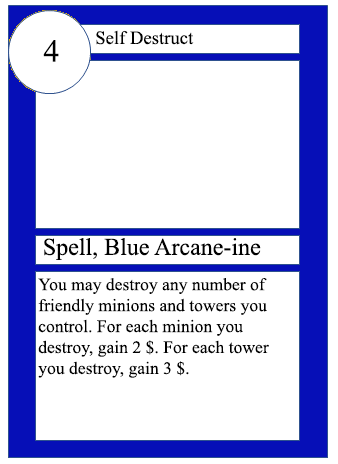 4
Self Destruct
Spell, Blue Arcane-ine
You may destroy any number of
friendly minions and towers you
control. For each minion you
destroy, gain 2 $. For each tower
you destroy, gain 3 $.